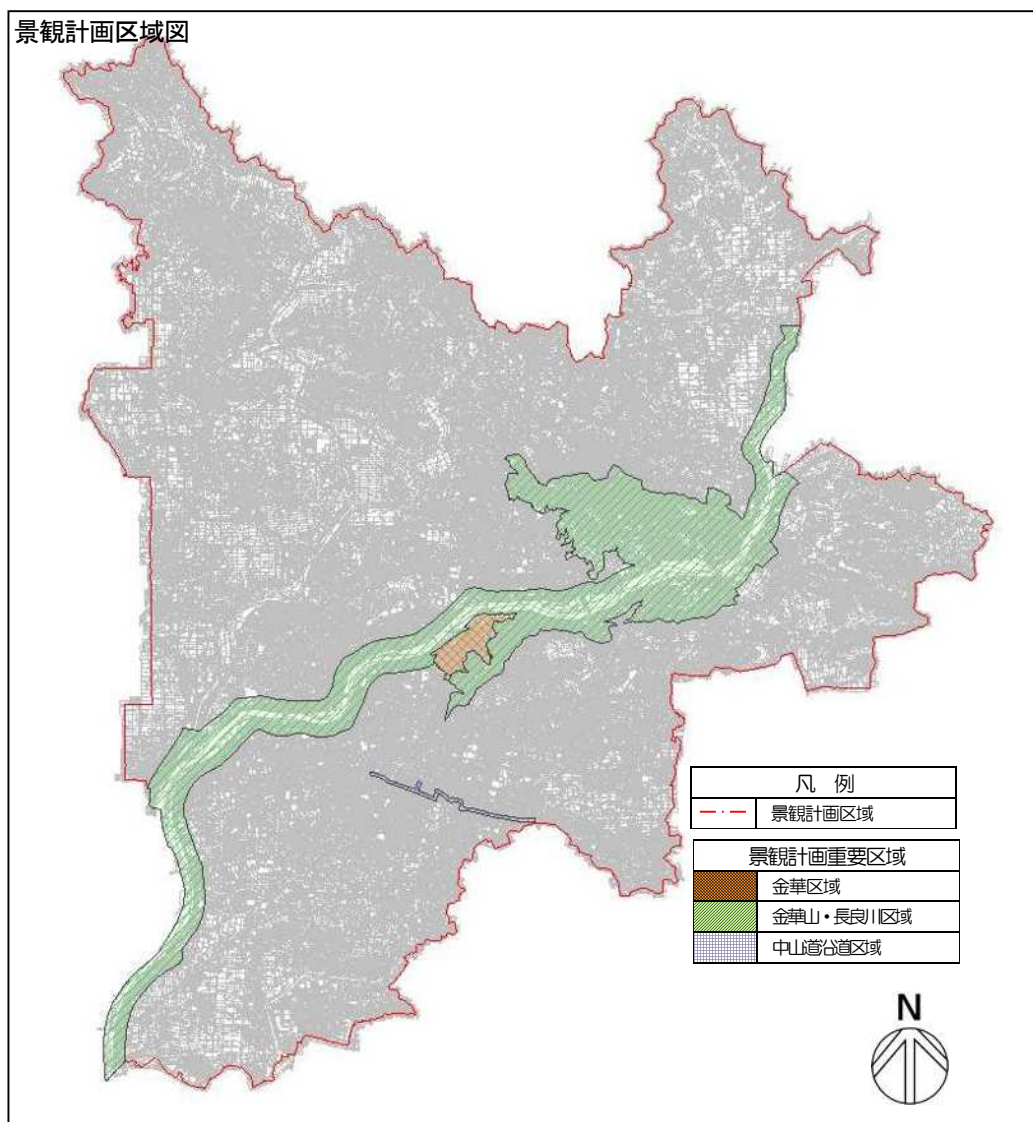 景観計画区域図
凡 例
景観計画区域
景観計画重要区域
金華区域
金華山・長良川区域
中山道沿道区域
N